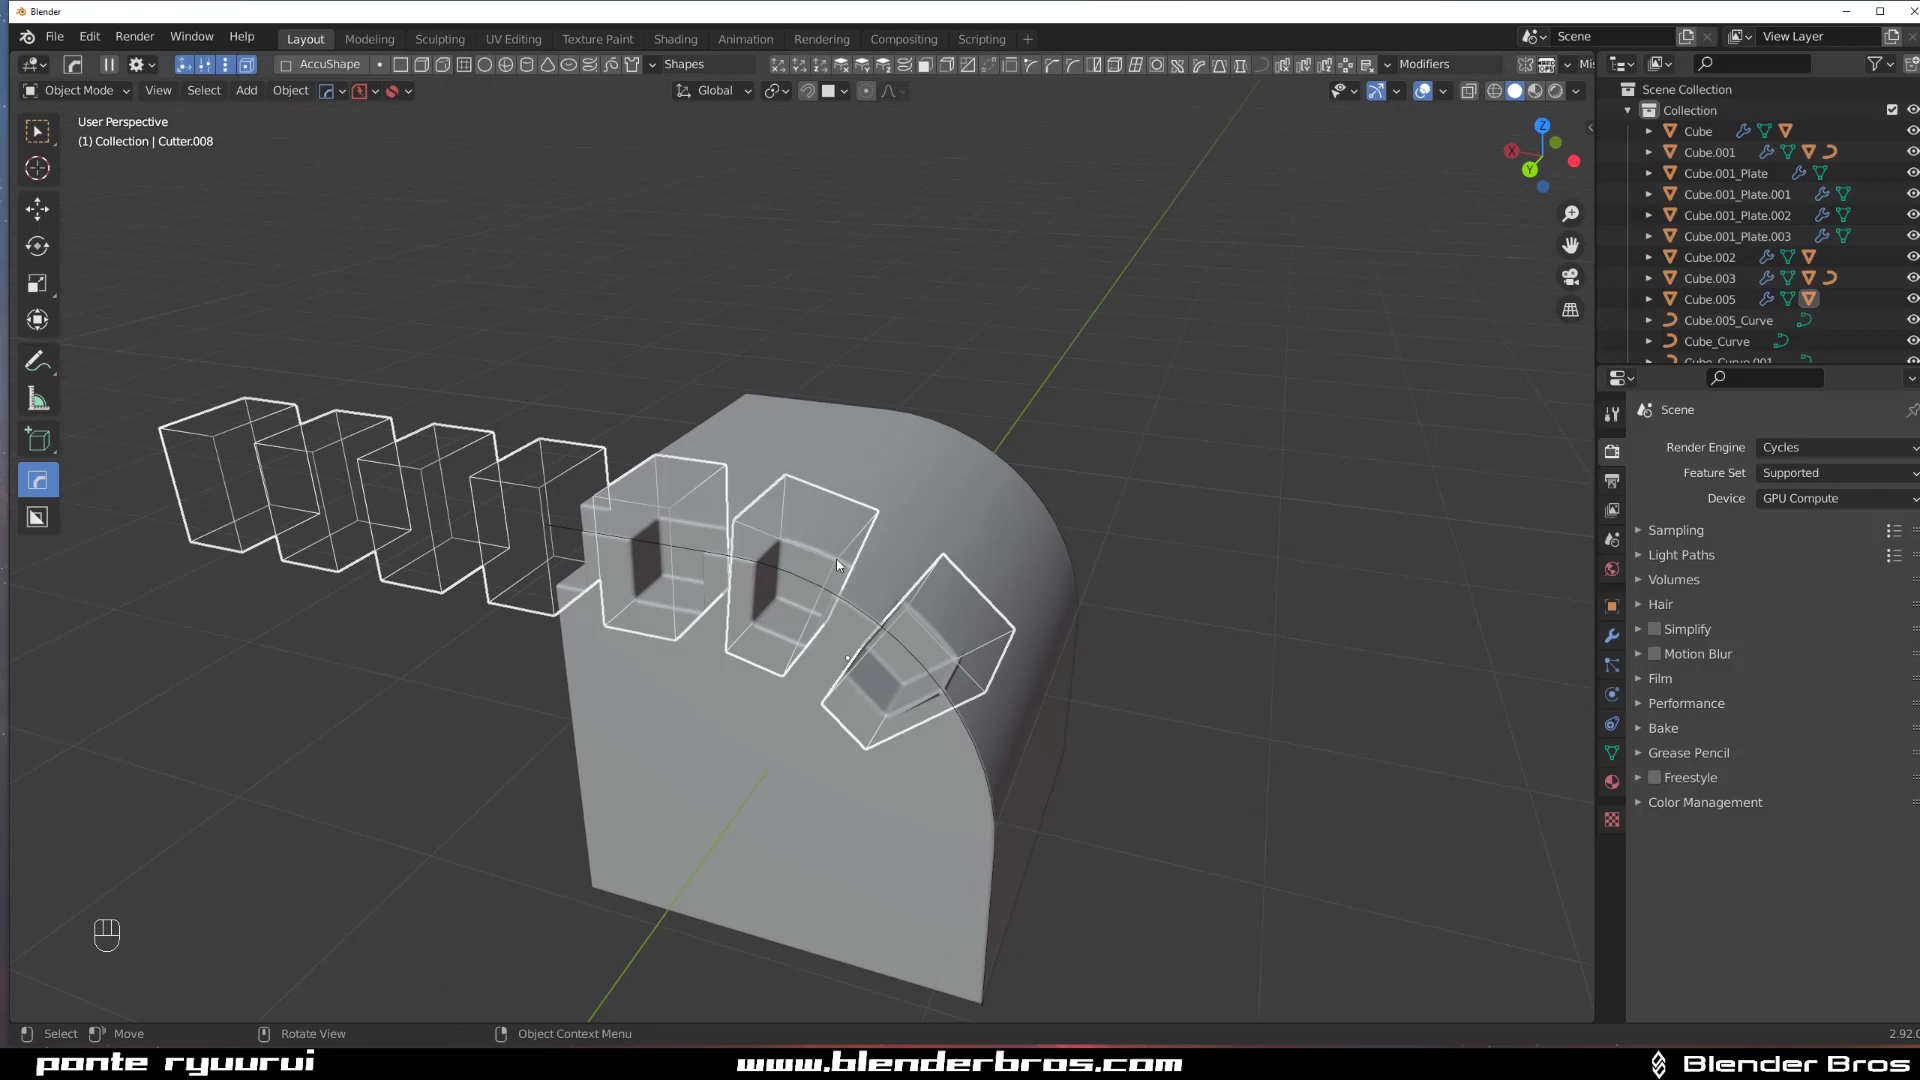 Blender
File Edit Render Window Help Layout Modeling Sculpting UV Editing Texture Paint Shading Animation Rendering Compositing Scripting + Scene View Layer
AccuShape Shapes Modifiers
Object Mode View Select Add Object Global
User Perspective
(1) Collection | Cutter.008
Z
X
Y
Scene Collection
Collection
Cube
Cube.001
Cube.001_Plate
Cube.001_Plate.001
Cube.001_Plate.002
Cube.001_Plate.003
Cube.002
Cube.003
Cube.005
Cube.005_Curve
Cube_Curve
Cube_Curve.001
Scene
Render Engine Cycles
Feature Set Supported
Device GPU Compute
Sampling
Light Paths
Volumes
Hair
Simplify
Motion Blur
Film
Performance
Bake
Grease Pencil
Freestyle
Color Management
Select Move Rotate View Object Context Menu 2.92.0
ponte ryuurui www.blenderbros.com Blender Bros